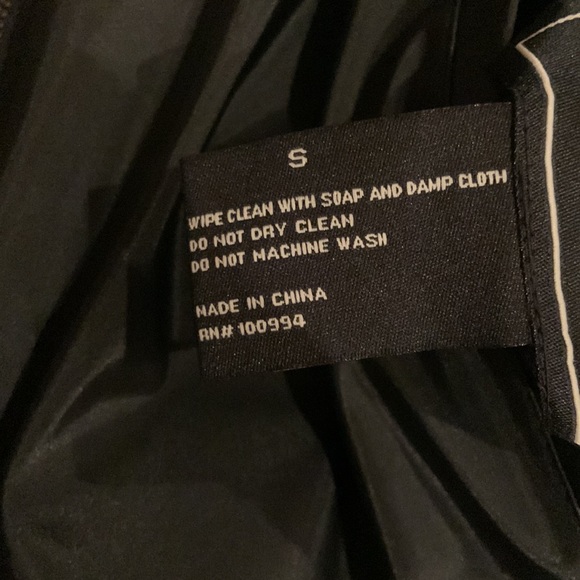 S
WIPE CLEAN WITH SOAP AND DAMP CLOTH
DO NOT DRY CLEAN
DO NOT MACHINE WASH
MADE IN CHINA
RN# 100994